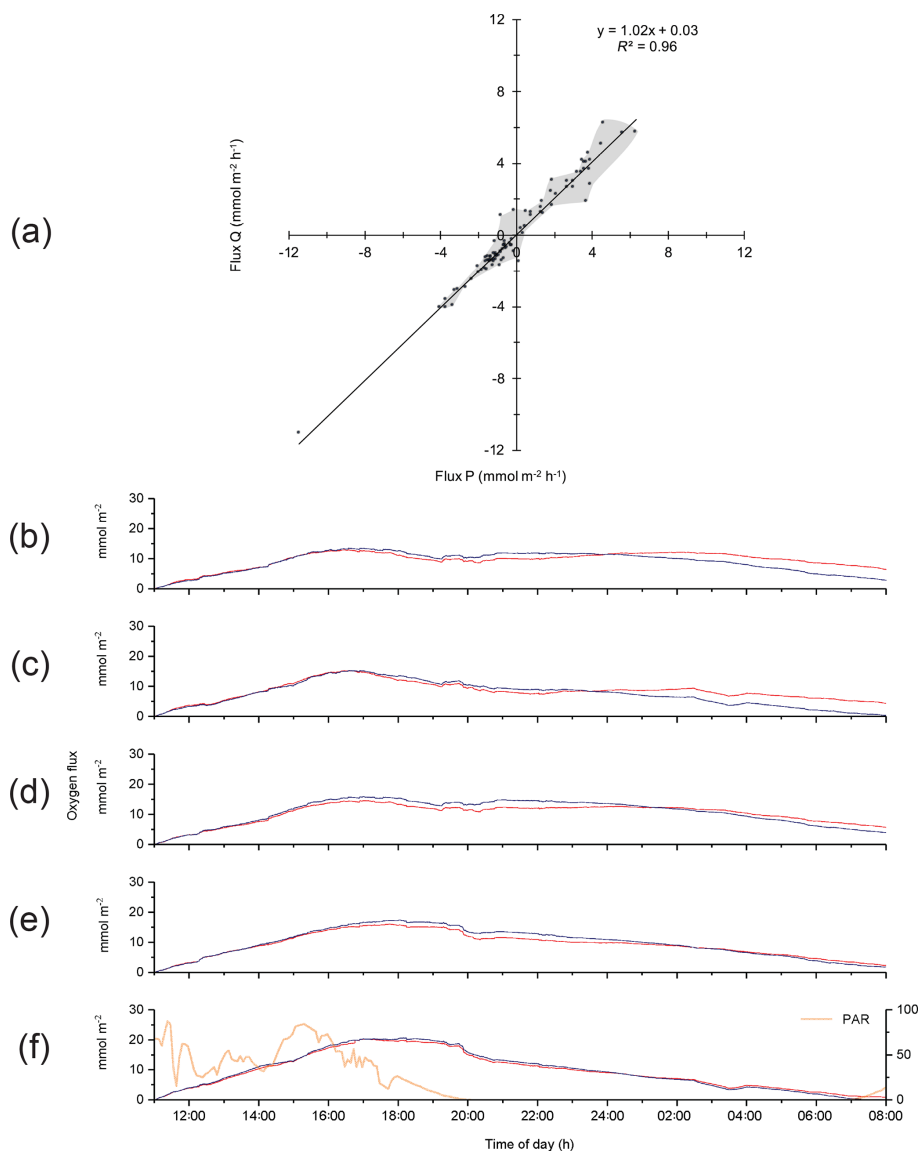 (a)
y = 1.02x + 0.03
R² = 0.96
12
8
4
0
-12
-8
-4
0
4
8
12
-4
-8
-12
Flux Q (mmol m⁻² h⁻¹)
Flux P (mmol m⁻² h⁻¹)
(b)
mmol m⁻²
30
20
10
0
(c)
mmol m⁻²
30
20
10
0
(d)
Oxygen flux
mmol m⁻²
30
20
10
0
(e)
mmol m⁻²
30
20
10
0
(f)
mmol m⁻²
30
20
10
0
PAR
100
50
0
12:00 14:00 16:00 18:00 20:00 22:00 24:00 02:00 04:00 06:00 08:00
Time of day (h)